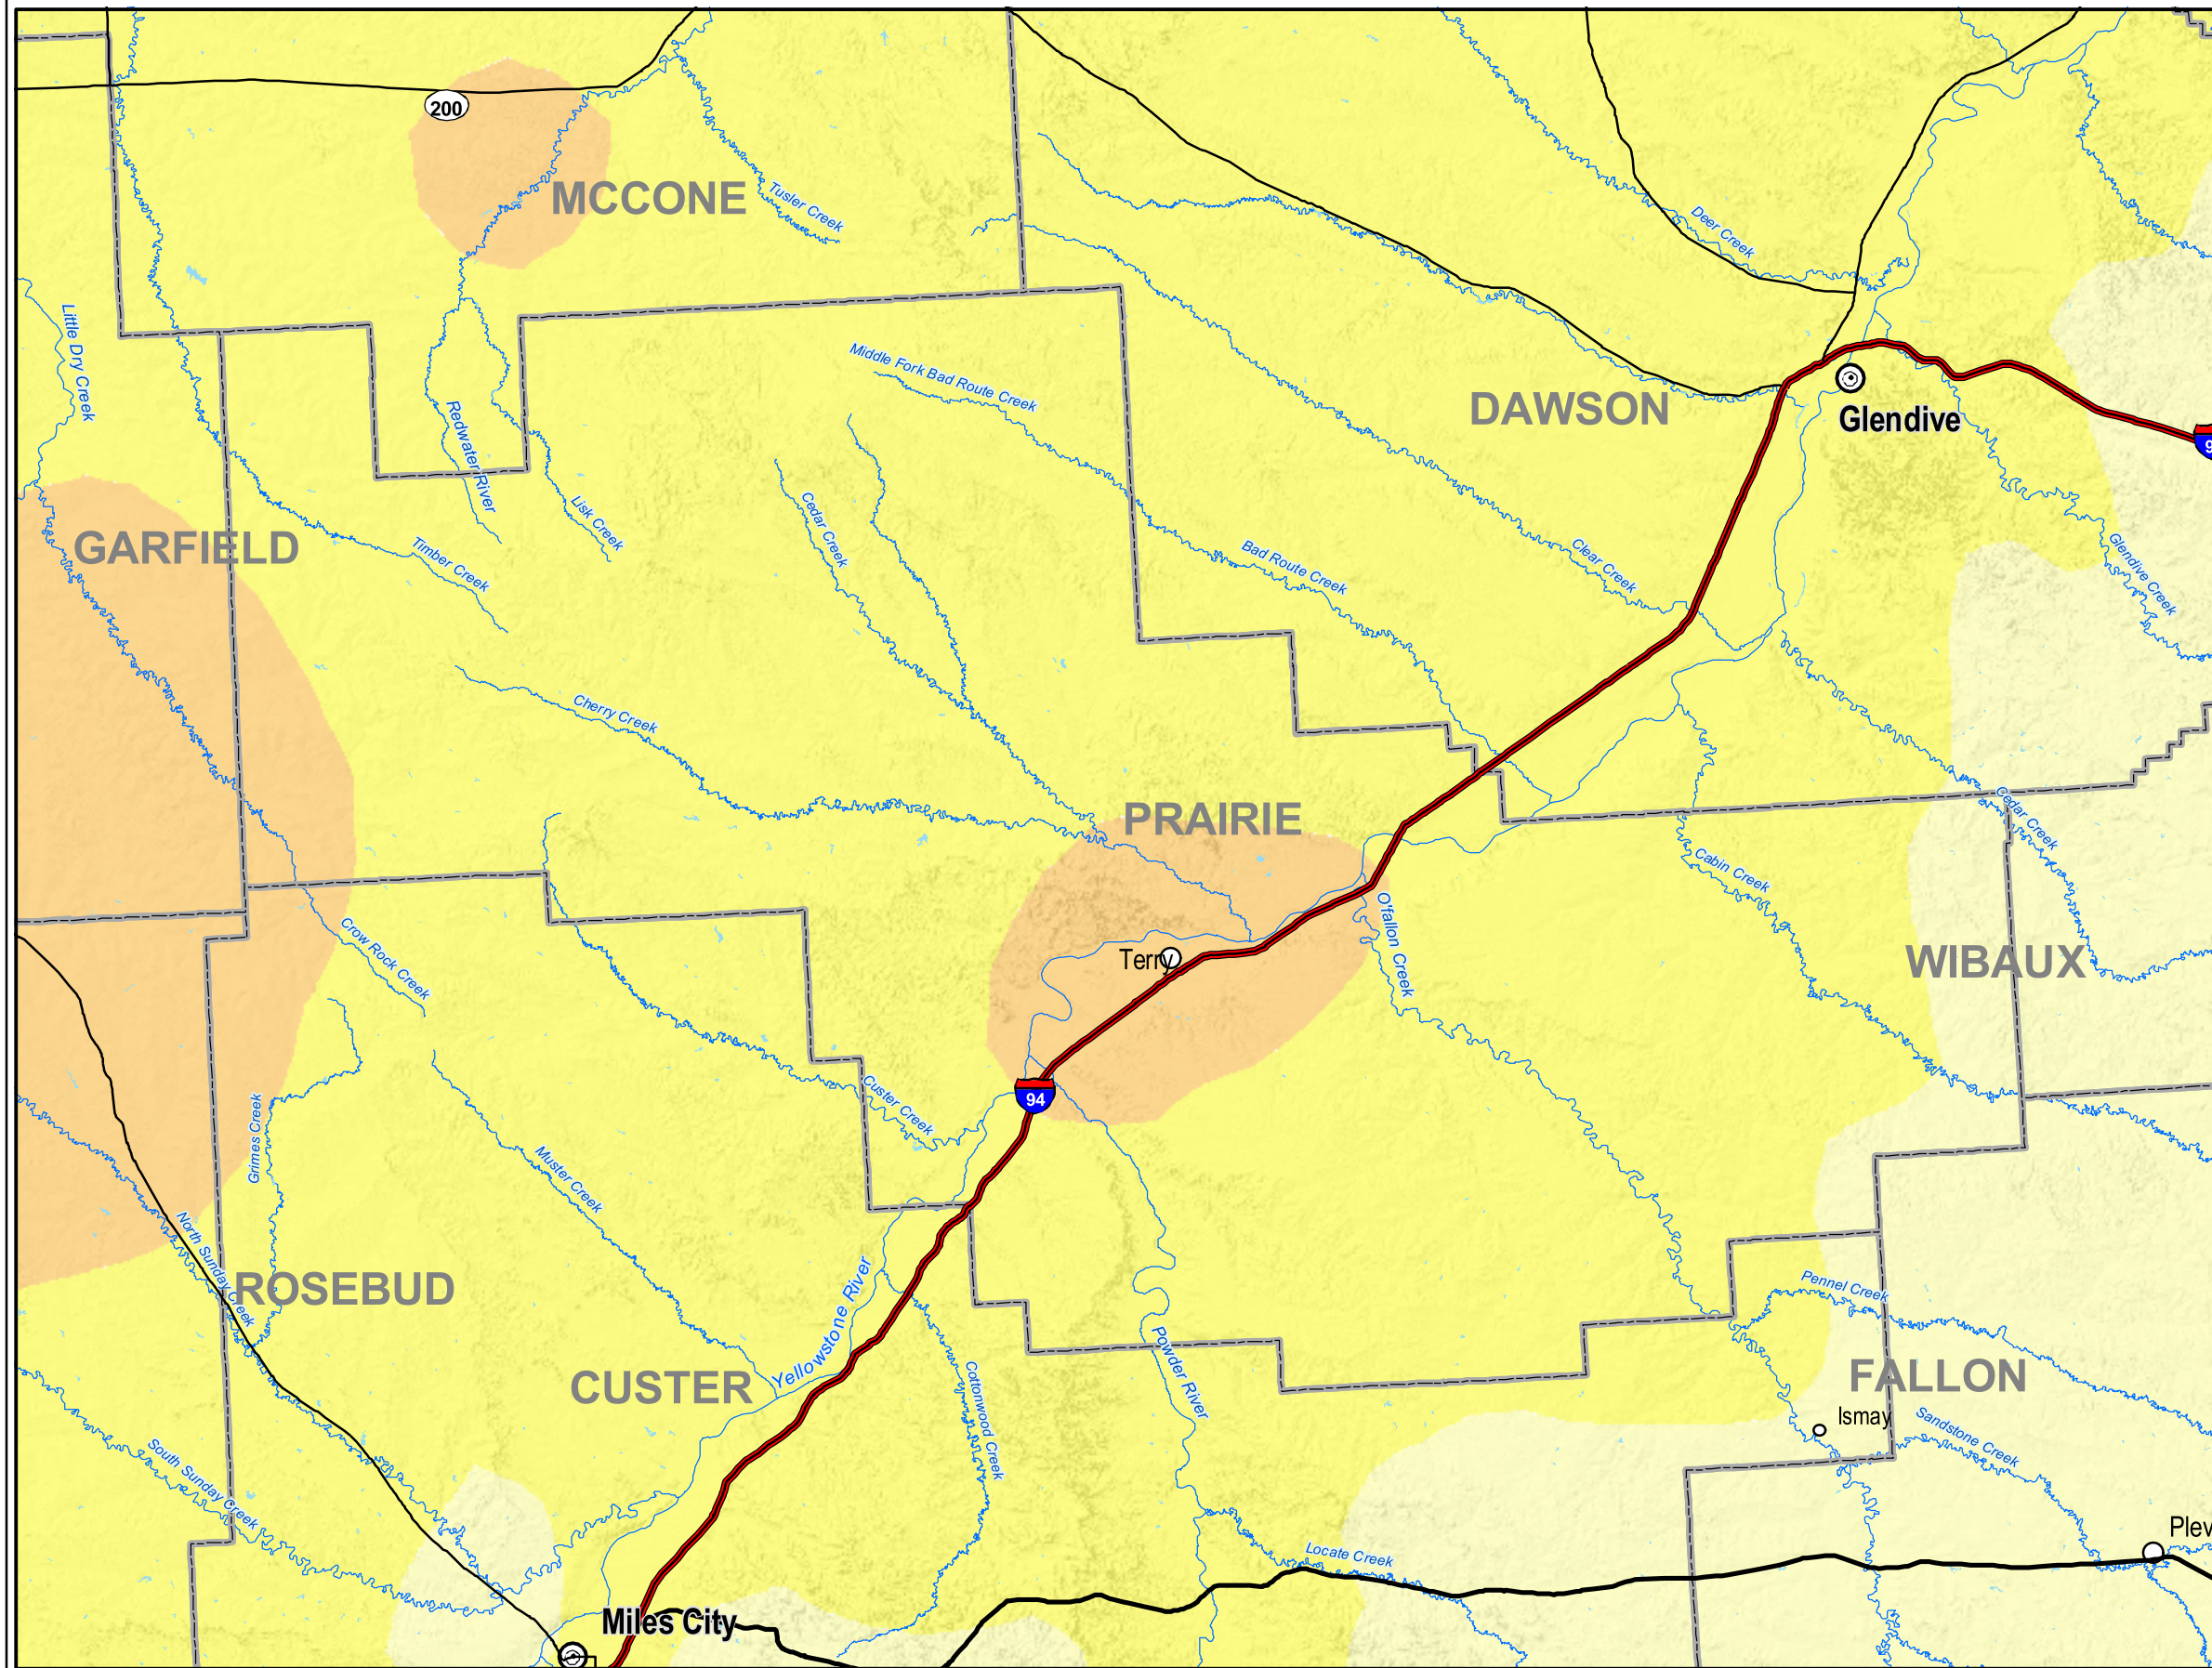 200
MCCONE
Tusler Creek
Deer Creek
Little Dry Creek
Middle Fork Bad Route Creek
DAWSON
Glendive
Redwater River
Lisk Creek
Cedar Creek
GARFIELD
Timber Creek
Bad Route Creek
Clear Creek
Glendive Creek
Cherry Creek
PRAIRIE
Cedar Creek
Cabin Creek
O'fallon Creek
Crow Rock Creek
Terry
WIBAUX
94
Custer Creek
Grimes Creek
Muster Creek
North Sunday Creek
ROSEBUD
Yellowstone River
Pennel Creek
Powder River
CUSTER
Cottonwood Creek
FALLON
Ismay
Sandstone Creek
South Sunday Creek
Locate Creek
Plev
Miles City